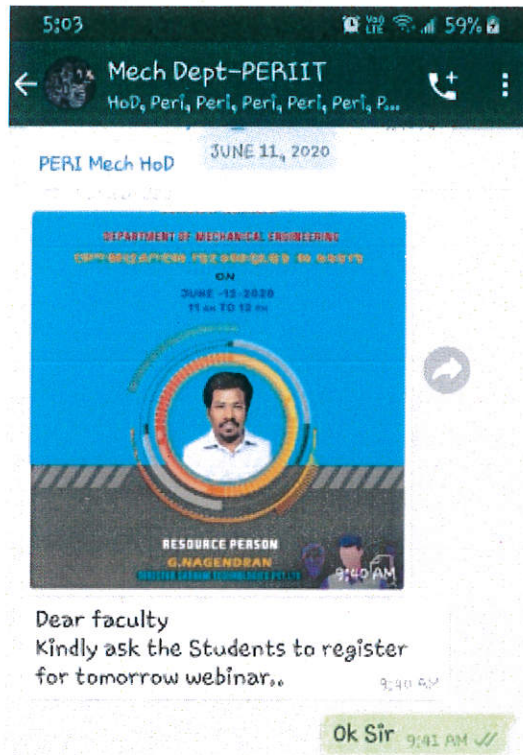 5:03
Vo)) LTE 59%
Mech Dept-PERIIT
HoD, Peri, Peri, Peri, Peri, Peri, P...
JUNE 11, 2020
PERI Mech HoD
DEPARTMENT OF MECHANICAL ENGINEERING
ON
JUNE -12-2020
11 AM TO 12 PM
RESOURCE PERSON
G.NAGENDRAN
9:40 AM
Dear faculty
Kindly ask the Students to register
for tomorrow webinar..
9:40 AM
Ok Sir 9:41 AM